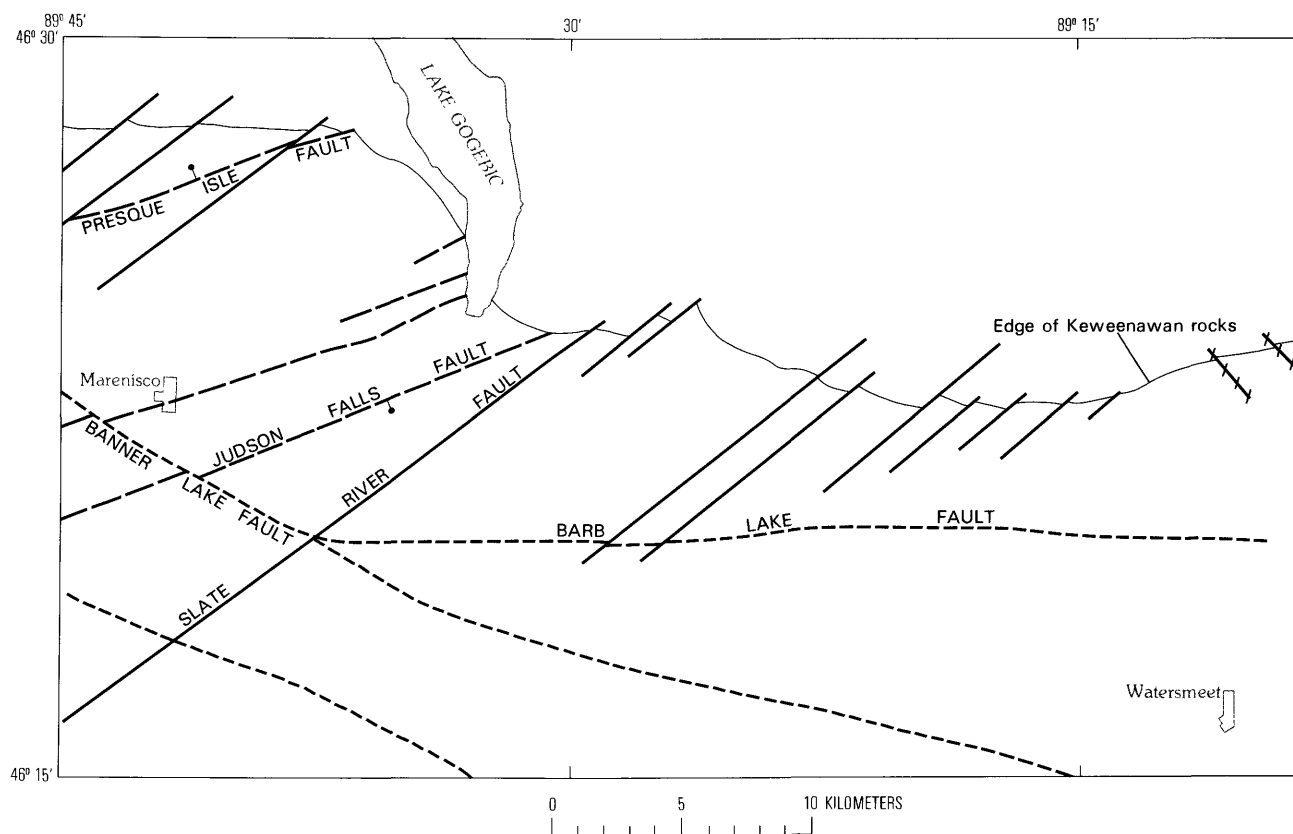 89° 45'
30'
89° 15'
46° 30'
LAKE GOGEBIC
PRESQUE ISLE FAULT
Edge of Keweenawan rocks
Marenisco
JUDSON FALLS FAULT
BANNER LAKE FAULT
SLATE RIVER FAULT
BARB LAKE FAULT
Watersmeet
46° 15'
0 5 10 KILOMETERS